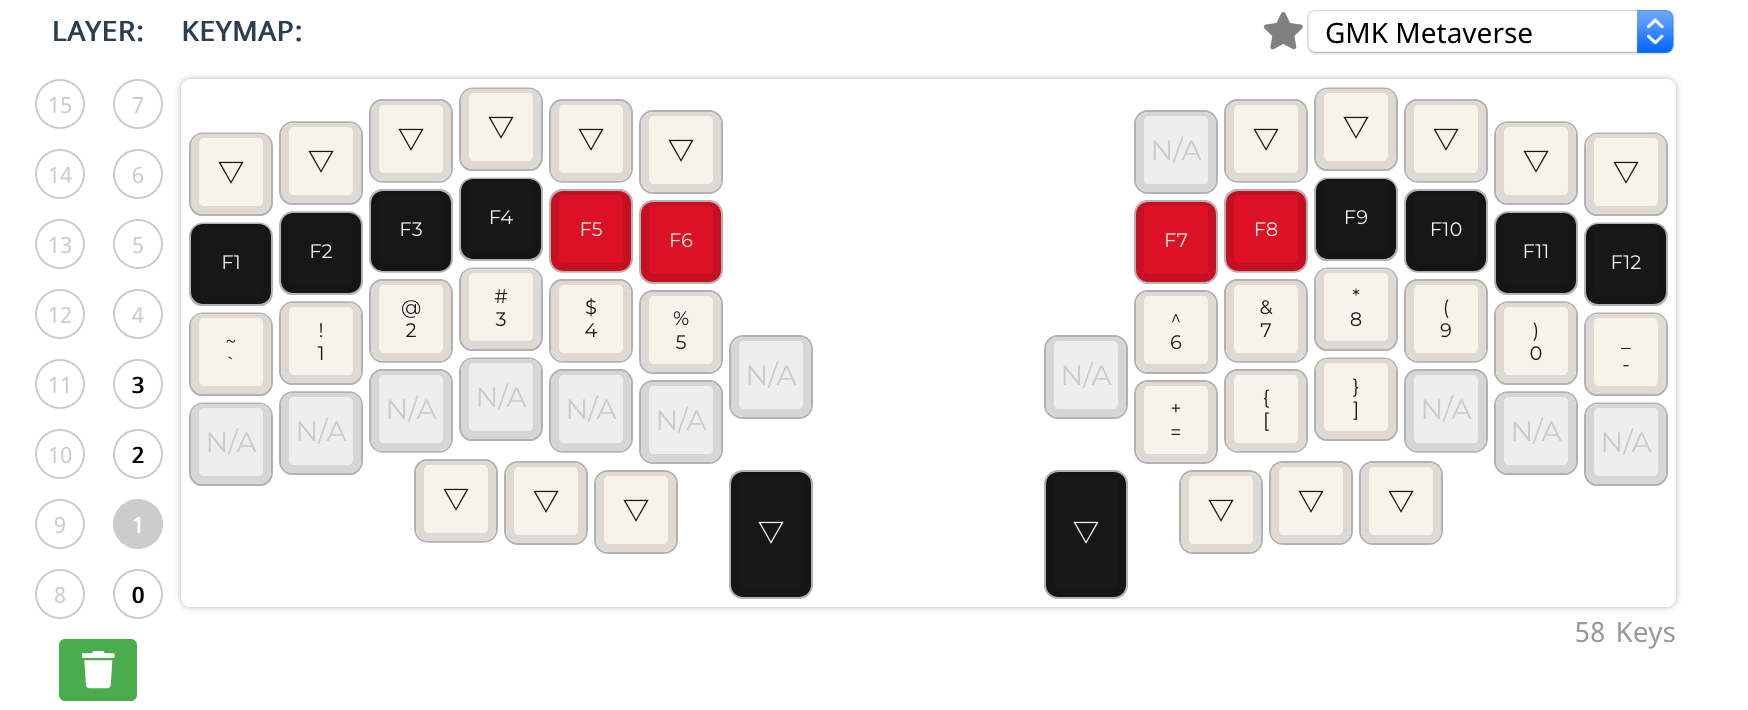 LAYER: KEYMAP: GMK Metaverse
15 7
14 6
13 5
12 4
11 3
10 2
9 1
8 0
▽ ▽ ▽ ▽ ▽ ▽ N/A ▽ ▽ ▽ ▽ ▽
F1 F2 F3 F4 F5 F6 F7 F8 F9 F10 F11 F12
~ ! @ # $ % ^ & * ( ) _
` 1 2 3 4 5 6 7 8 9 0 -
N/A N/A
N/A N/A N/A N/A N/A N/A + { } N/A N/A N/A
= [ ]
▽ ▽ ▽ ▽ ▽ ▽ ▽ ▽
58 Keys